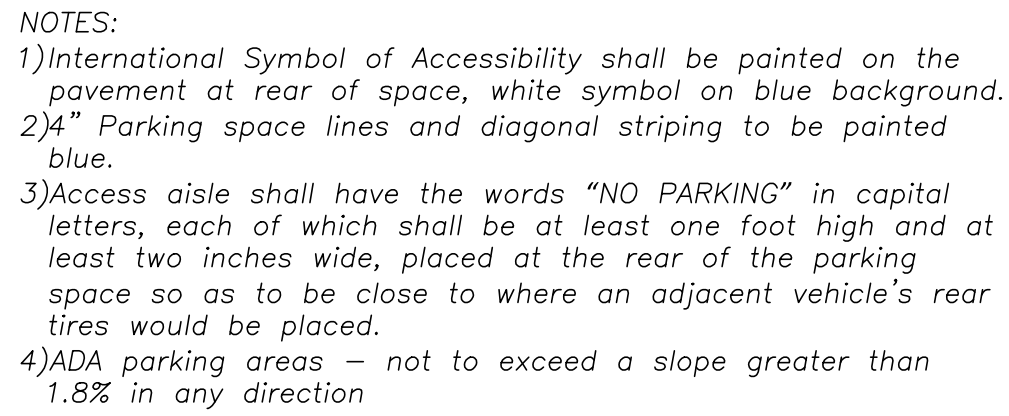 NOTES:
1)International Symbol of Accessibility shall be painted on the
pavement at rear of space, white symbol on blue background.
2)4” Parking space lines and diagonal striping to be painted
blue.
3)Access aisle shall have the words “NO PARKING” in capital
letters, each of which shall be at least one foot high and at
least two inches wide, placed at the rear of the parking
space so as to be close to where an adjacent vehicle's rear
tires would be placed.
4)ADA parking areas – not to exceed a slope greater than
1.8% in any direction